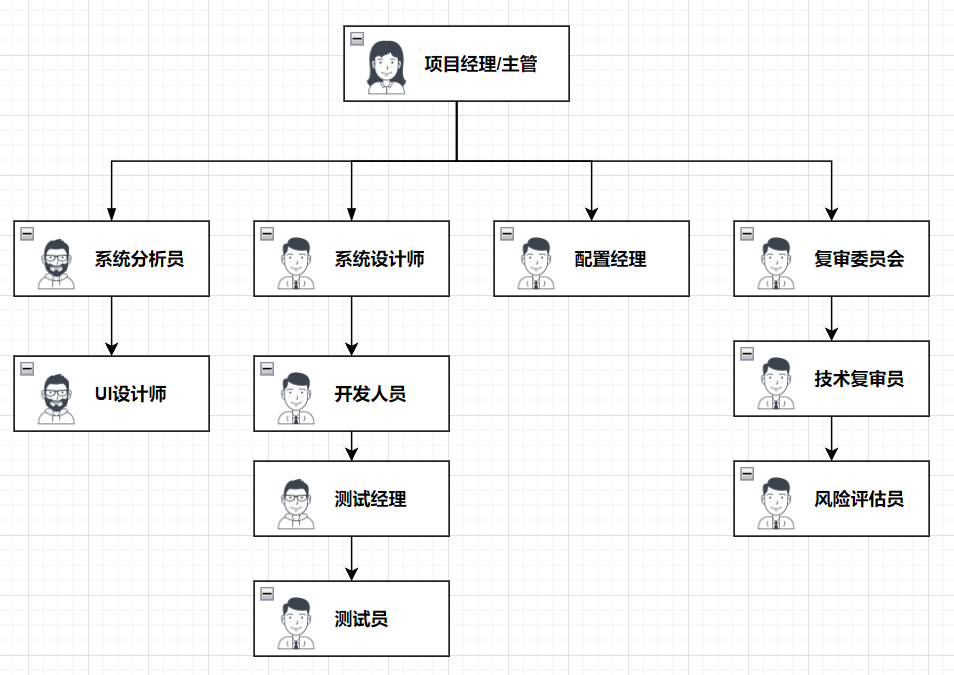 项目经理/主管
系统分析员
系统设计师
配置经理
复审委员会
UI设计师
开发人员
技术复审员
测试经理
风险评估员
测试员